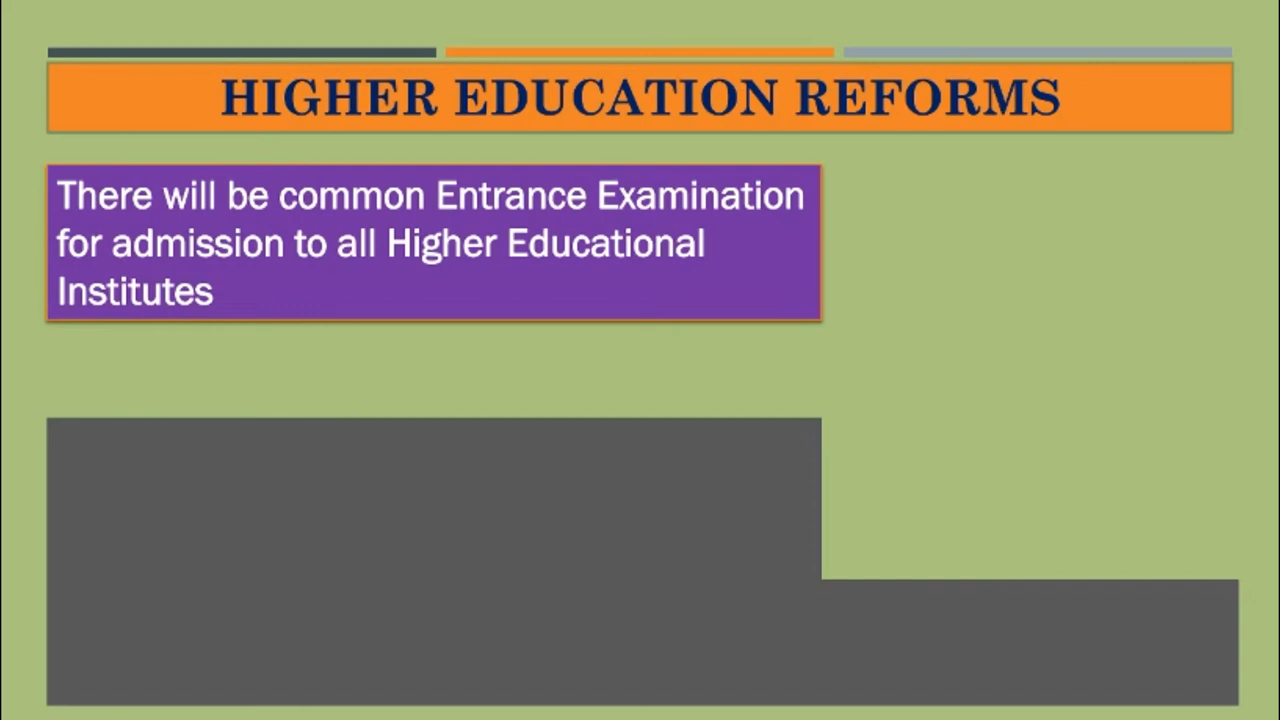 HIGHER EDUCATION REFORMS
There will be common Entrance Examination
for admission to all Higher Educational
Institutes